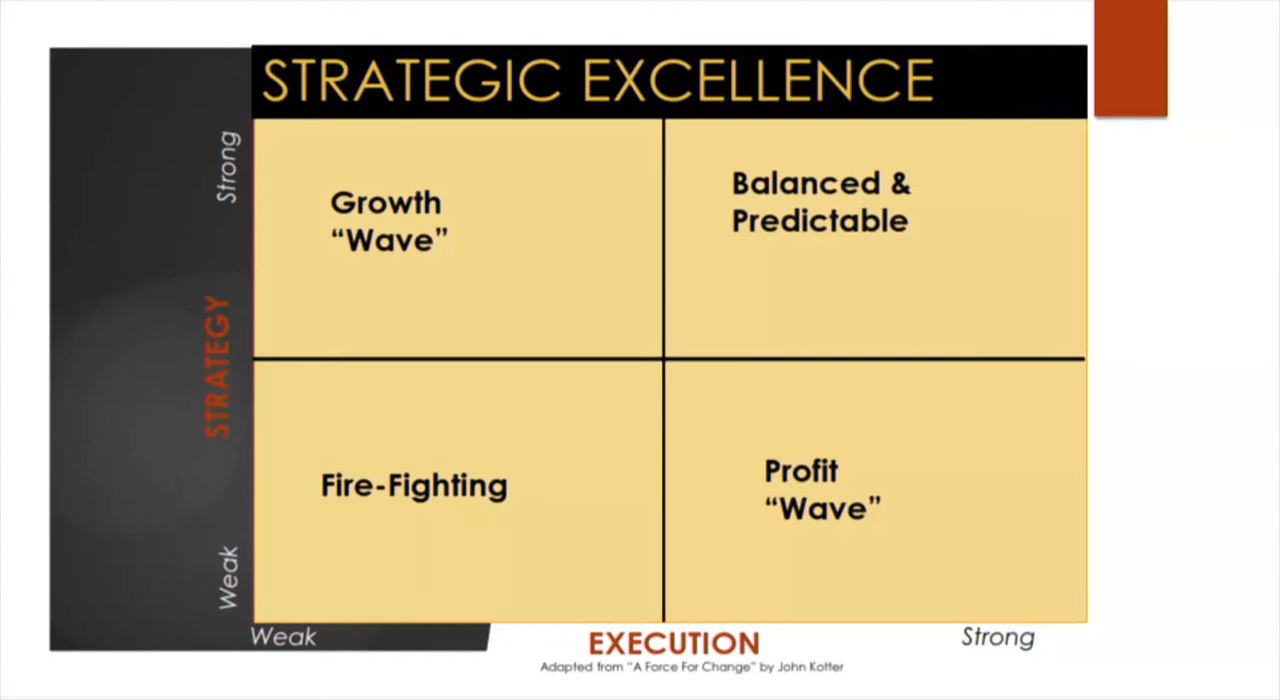 STRATEGIC EXCELLENCE
Strong
Growth
“Wave”
Balanced &
Predictable
STRATEGY
Fire-Fighting
Profit
“Wave”
Weak
Weak
EXECUTION
Strong
Adapted from "A Force For Change" by John Kotter